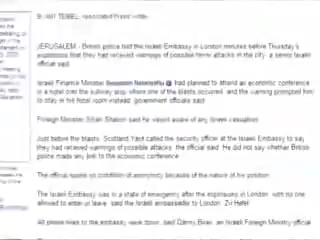 By AMY TEIBEL, Associated Press Writer
JERUSALEM - British police told the Israeli Embassy in London minutes before Thursday's
explosions that they had received warnings of possible terror attacks in the city, a senior Israeli
official said.
Israeli Finance Minister Benjamin Netanyahu had planned to attend an economic conference
in a hotel over the subway stop where one of the blasts occurred, and the warning prompted him
to stay in his hotel room instead, government officials said.
Foreign Minister Silvan Shalom said he wasn't aware of any Israeli casualties.
Just before the blasts, Scotland Yard called the security officer at the Israeli Embassy to say
they had received warnings of possible attacks, the official said. He did not say whether British
police made any link to the economic conference.
The official spoke on condition of anonymity because of the nature of his position.
The Israeli Embassy was in a state of emergency after the explosions in London, with no one
allowed to enter or leave, said the Israeli ambassador to London, Zvi Hefet.
All phone lines to the embassy were down, said Danny Biran, an Israeli Foreign Ministry official.